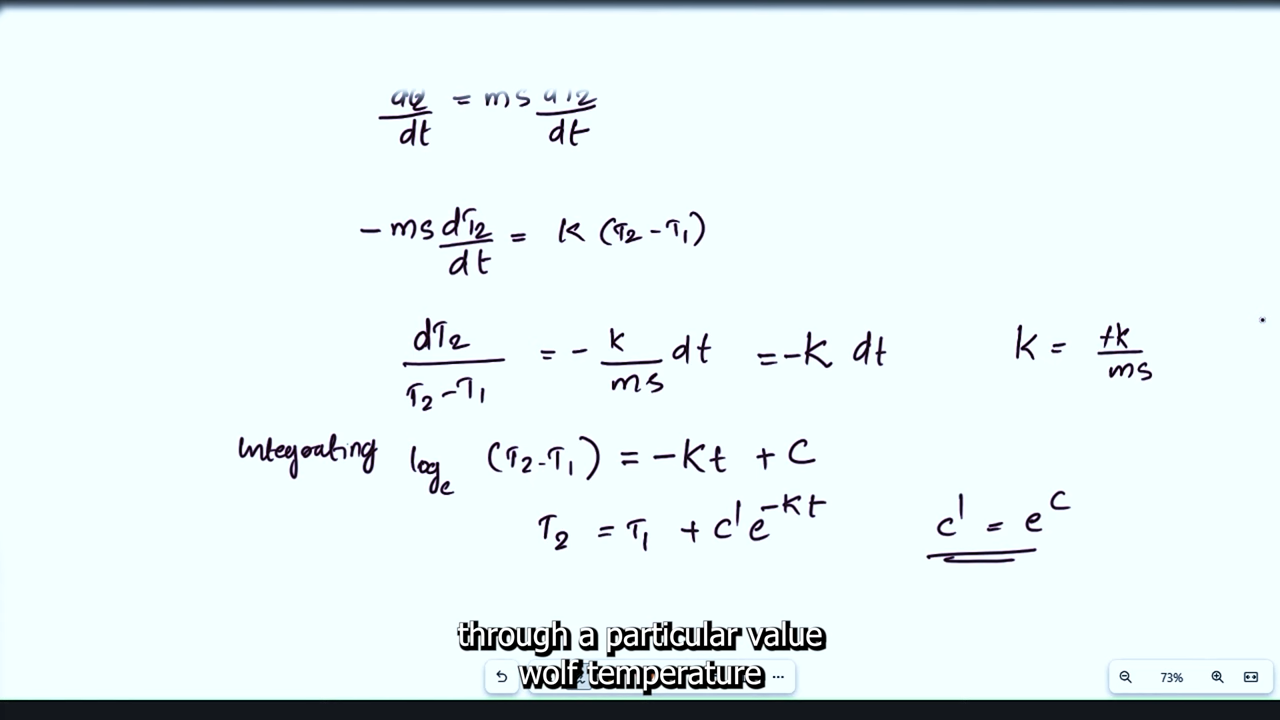 dQ/dt = ms dT2/dt
- ms dT2/dt = k (T2 - T1)
dT2/(T2 - T1) = - k/ms dt = -K dt K = +k/ms
Integrating loge (T2 - T1) = -Kt + C
T2 = T1 + C' e^-Kt C' = e^C
through a particular value
wolf temperature
73%